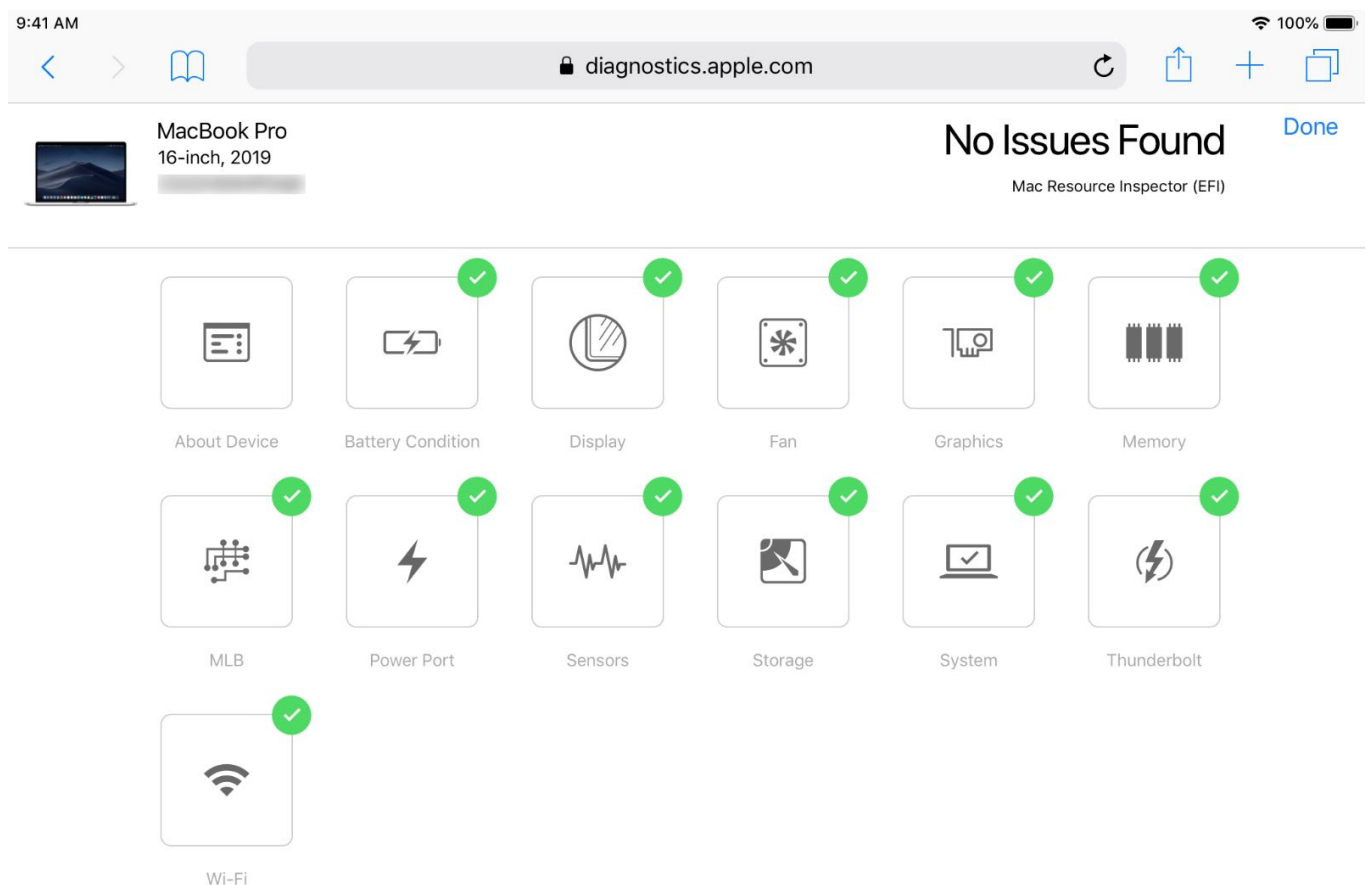 9:41 AM
100%
diagnostics.apple.com
MacBook Pro
16-inch, 2019
No Issues Found
Done
Mac Resource Inspector (EFI)
About Device
Battery Condition
Display
Fan
Graphics
Memory
MLB
Power Port
Sensors
Storage
System
Thunderbolt
Wi-Fi